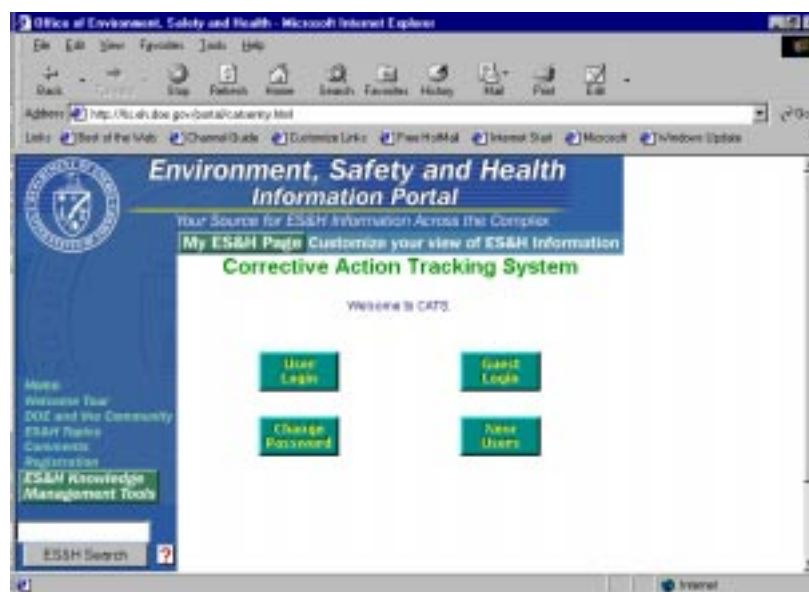 Office of Environment, Safety and Health - Microsoft Internet Explorer
File Edit View Favorites Tools Help
Back Stop Refresh Home Search Favorites History Mail Print Edit
Address
Links Best of the Web Channel Guide Customize Links Free HotMail Internet Start Microsoft Windows Update
Environment, Safety and Health
Information Portal
Your Source for ES&H Information Across the Complex
My ES&H Page Customize your view of ES&H Information
Corrective Action Tracking System
Welcome to CATS.
User Login
Guest Login
Change Password
New Users
Home
Welcome Tour
DOE and the Community
ES&H Topics
Comments
Registration
ES&H Knowledge
Management Tools
ES&H Search ?
Internet